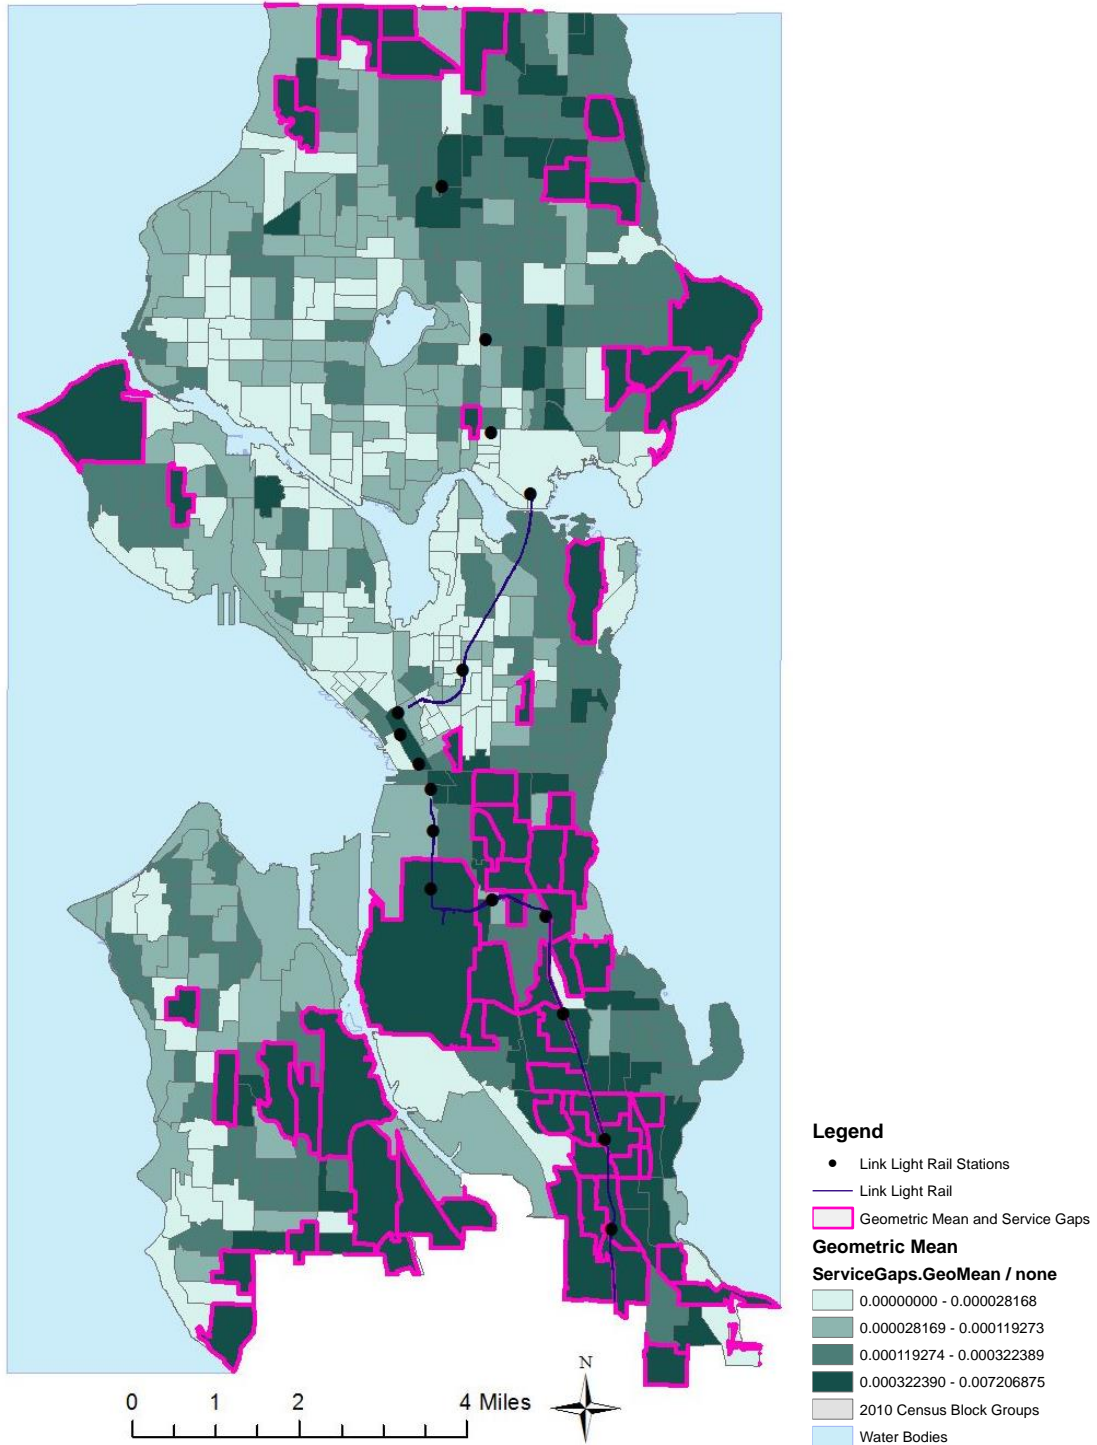 Legend
Link Light Rail Stations
Link Light Rail
Geometric Mean and Service Gaps
Geometric Mean
ServiceGaps.GeoMean / none
0.00000000 - 0.000028168
0.000028169 - 0.000119273
0.000119274 - 0.000322389
0.000322390 - 0.007206875
2010 Census Block Groups
Water Bodies
N
0 1 2 4 Miles